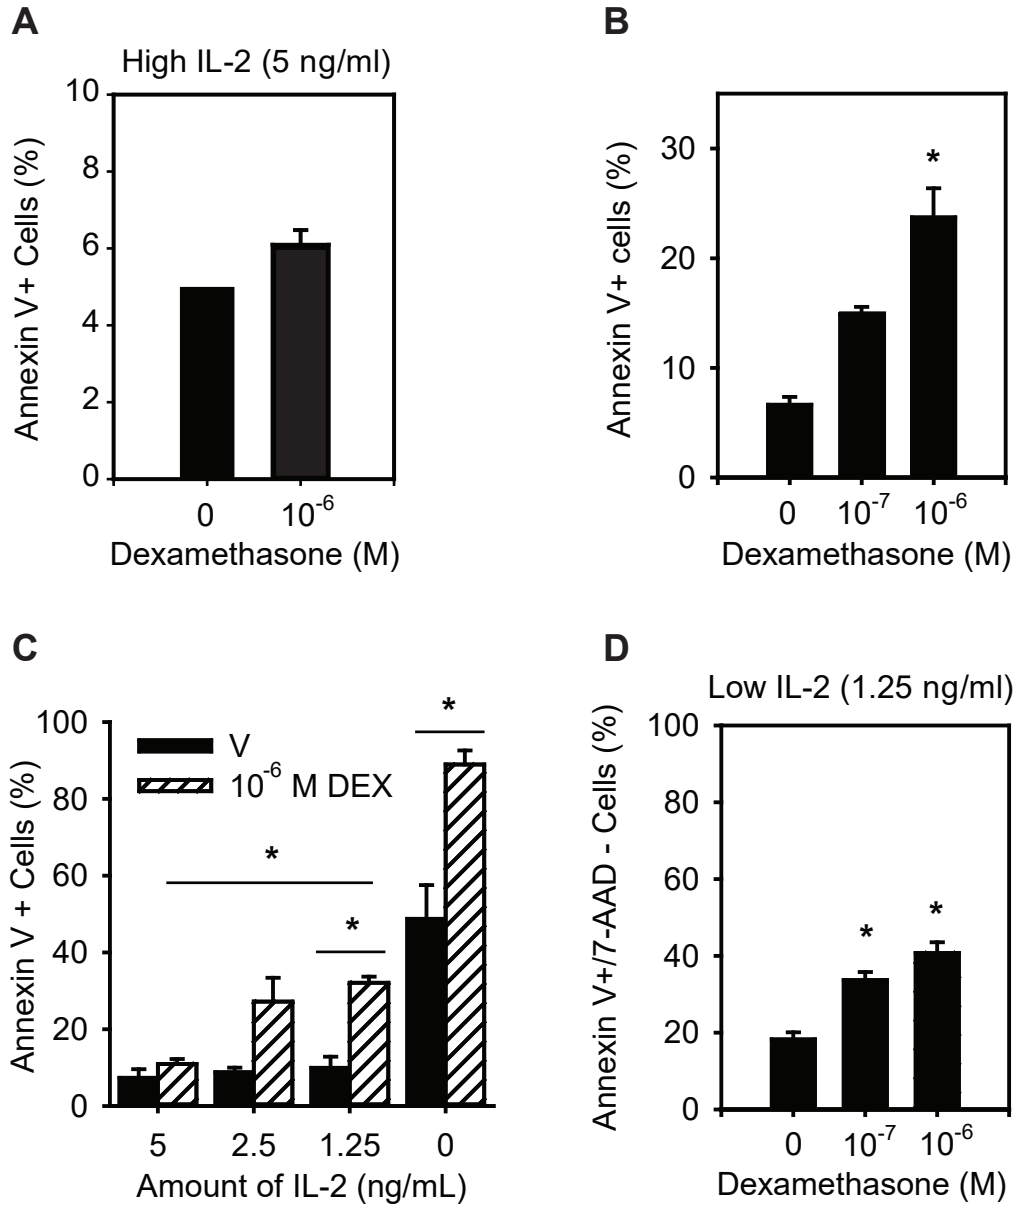 A
High IL-2 (5 ng/ml)
Annexin V+ Cells (%)
10
8
6
4
2
0
0 10-6
Dexamethasone (M)
B
Annexin V+ cells (%)
30
20
10
0
*
0 10-7 10-6
Dexamethasone (M)
C
Annexin V + Cells (%)
100
80
60
40
20
0
V
10-6 M DEX
*
*
*
5 2.5 1.25 0
Amount of IL-2 (ng/mL)
D
Low IL-2 (1.25 ng/ml)
Annexin V+/7-AAD - Cells (%)
100
80
60
40
20
0
* *
0 10-7 10-6
Dexamethasone (M)